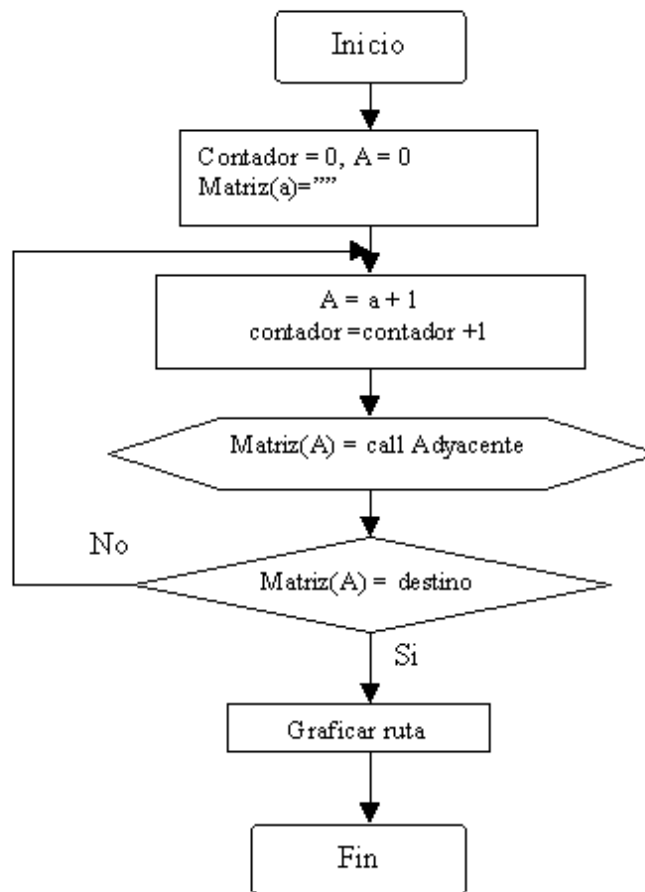 Inicio
Contador = 0, A = 0
Matriz(a)=””
A = a + 1
contador =contador +1
Matriz(A) = call Adyacente
No
Matriz(A) = destino
Si
Graficar ruta
Fin